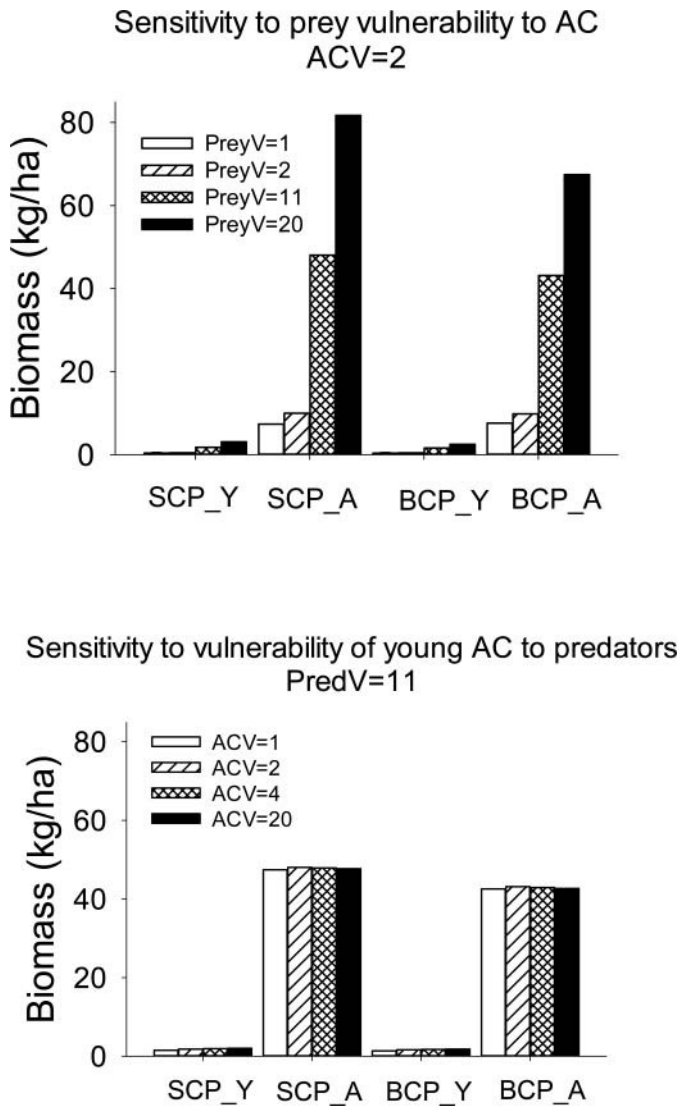 Sensitivity to prey vulnerability to AC
ACV=2
Biomass (kg/ha)
80
60
40
20
0
PreyV=1
PreyV=2
PreyV=11
PreyV=20
SCP_Y
SCP_A
BCP_Y
BCP_A
Sensitivity to vulnerability of young AC to predators
PredV=11
Biomass (kg/ha)
80
60
40
20
0
ACV=1
ACV=2
ACV=4
ACV=20
SCP_Y
SCP_A
BCP_Y
BCP_A